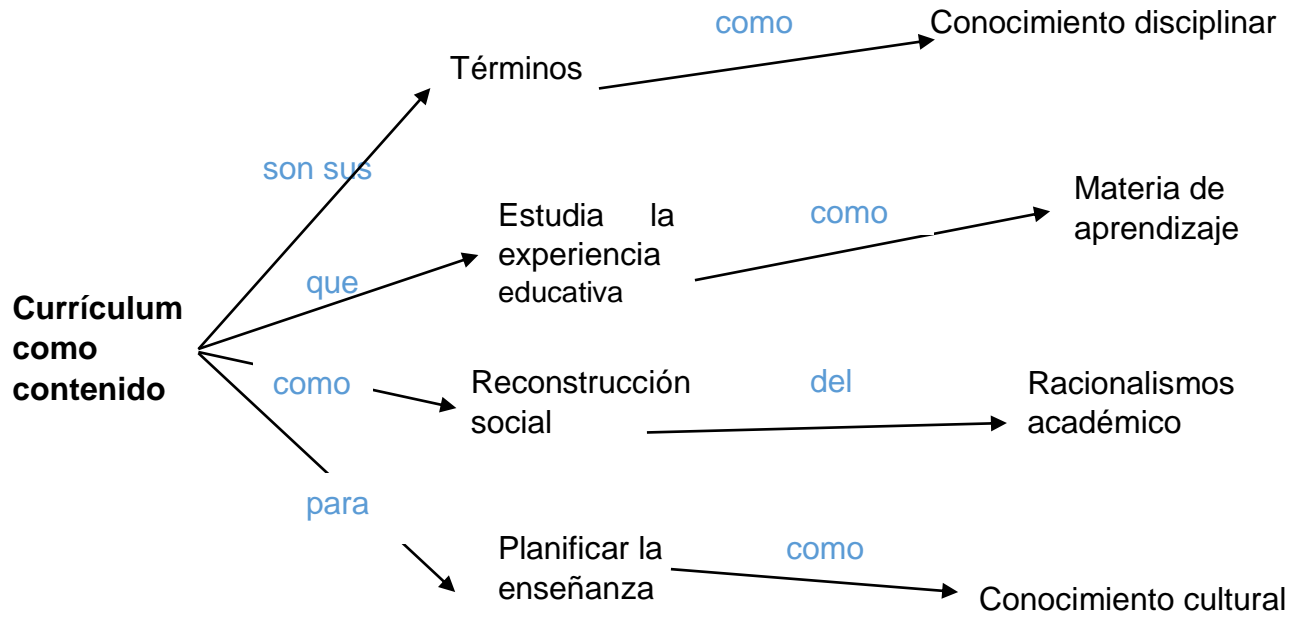 como
Conocimiento disciplinar
Términos
son sus
Materia de
aprendizaje
Estudia la
experiencia
educativa
como
que
Currículum
como
contenido
como
Reconstrucción
social
del
Racionalismos
académico
para
Planificar la
enseñanza
como
Conocimiento cultural